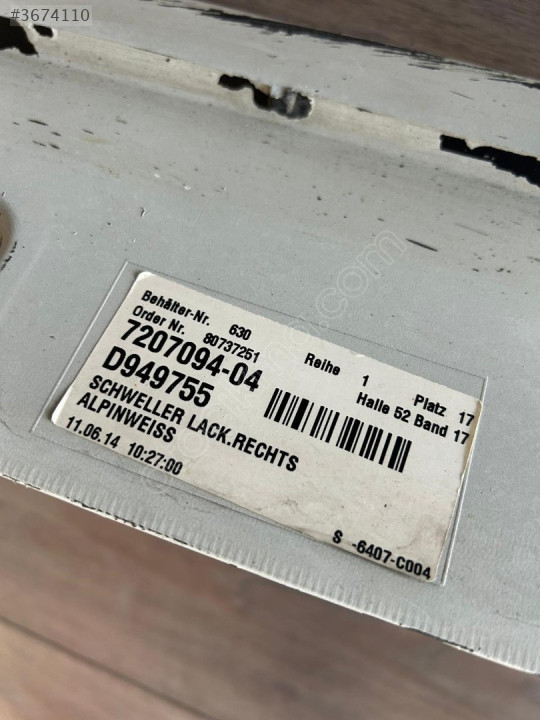 #3674110
Behälter-Nr. 630
Order Nr. 80737251
Reihe 1 Platz 17
7207094-04
Halle 52 Band 17
D949755
SCHWELLER LACK.RECHTS
ALPINWEISS
11.06.14 10:27:00
S -6407-C004